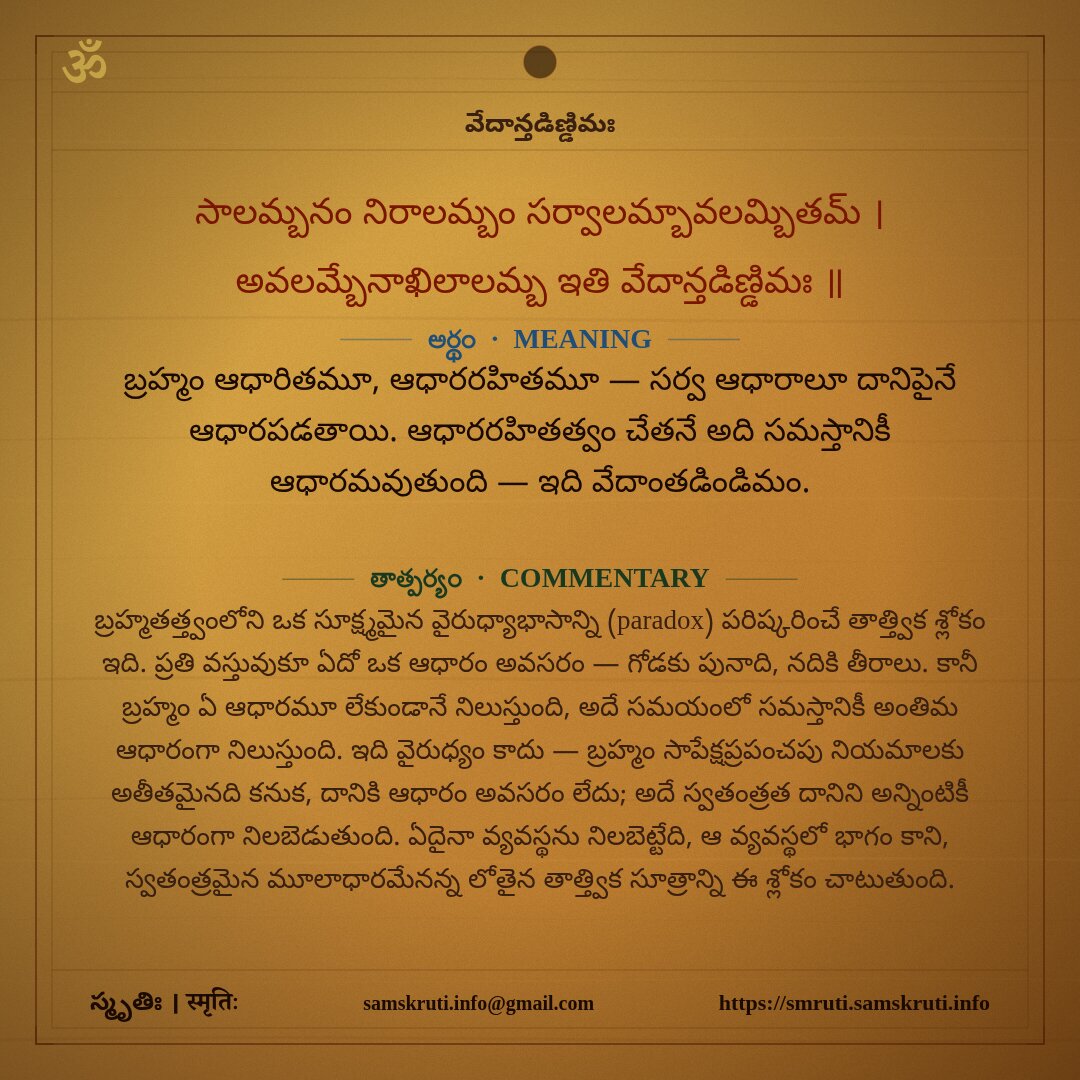 ॐ
వేదాన్తడిణ్డిమః
సాలమ్బనం నిరాలమ్బం సర్వాలమ్బావలమ్బితమ్ ।
అవలమ్బేనాఖిలాలమ్బ ఇతి వేదాన్తడిణ్డిమః ॥
అర్థం · MEANING
బ్రహ్మం ఆధారితమూ, ఆధారరహితమూ — సర్వ ఆధారాలూ దానిపైనే
ఆధారపడతాయి. ఆధారరహితత్వం చేతనే అది సమస్తానికీ
ఆధారమవుతుంది — ఇది వేదాంతడిండిమం.
తాత్పర్యం · COMMENTARY
బ్రహ్మతత్త్వంలోని ఒక సూక్ష్మమైన వైరుధ్యాభాసాన్ని (paradox) పరిష్కరించే తాత్త్విక శ్లోకం
ఇది. ప్రతి వస్తువుకూ ఏదో ఒక ఆధారం అవసరం — గోడకు పునాది, నదికి తీరాలు. కానీ
బ్రహ్మం ఏ ఆధారమూ లేకుండానే నిలుస్తుంది, అదే సమయంలో సమస్తానికీ అంతిమ
ఆధారంగా నిలుస్తుంది. ఇది వైరుధ్యం కాదు — బ్రహ్మం సాపేక్షప్రపంచపు నియమాలకు
అతీతమైనది కనుక, దానికి ఆధారం అవసరం లేదు; అదే స్వతంత్రత దానిని అన్నింటికీ
ఆధారంగా నిలబెడుతుంది. ఏదైనా వ్యవస్థను నిలబెట్టేది, ఆ వ్యవస్థలో భాగం కాని,
స్వతంత్రమైన మూలాధారమేనన్న లోతైన తాత్త్విక సూత్రాన్ని ఈ శ్లోకం చాటుతుంది.
స్మృతిః | स्मृतिः samskruti.info@gmail.com https://smruti.samskruti.info